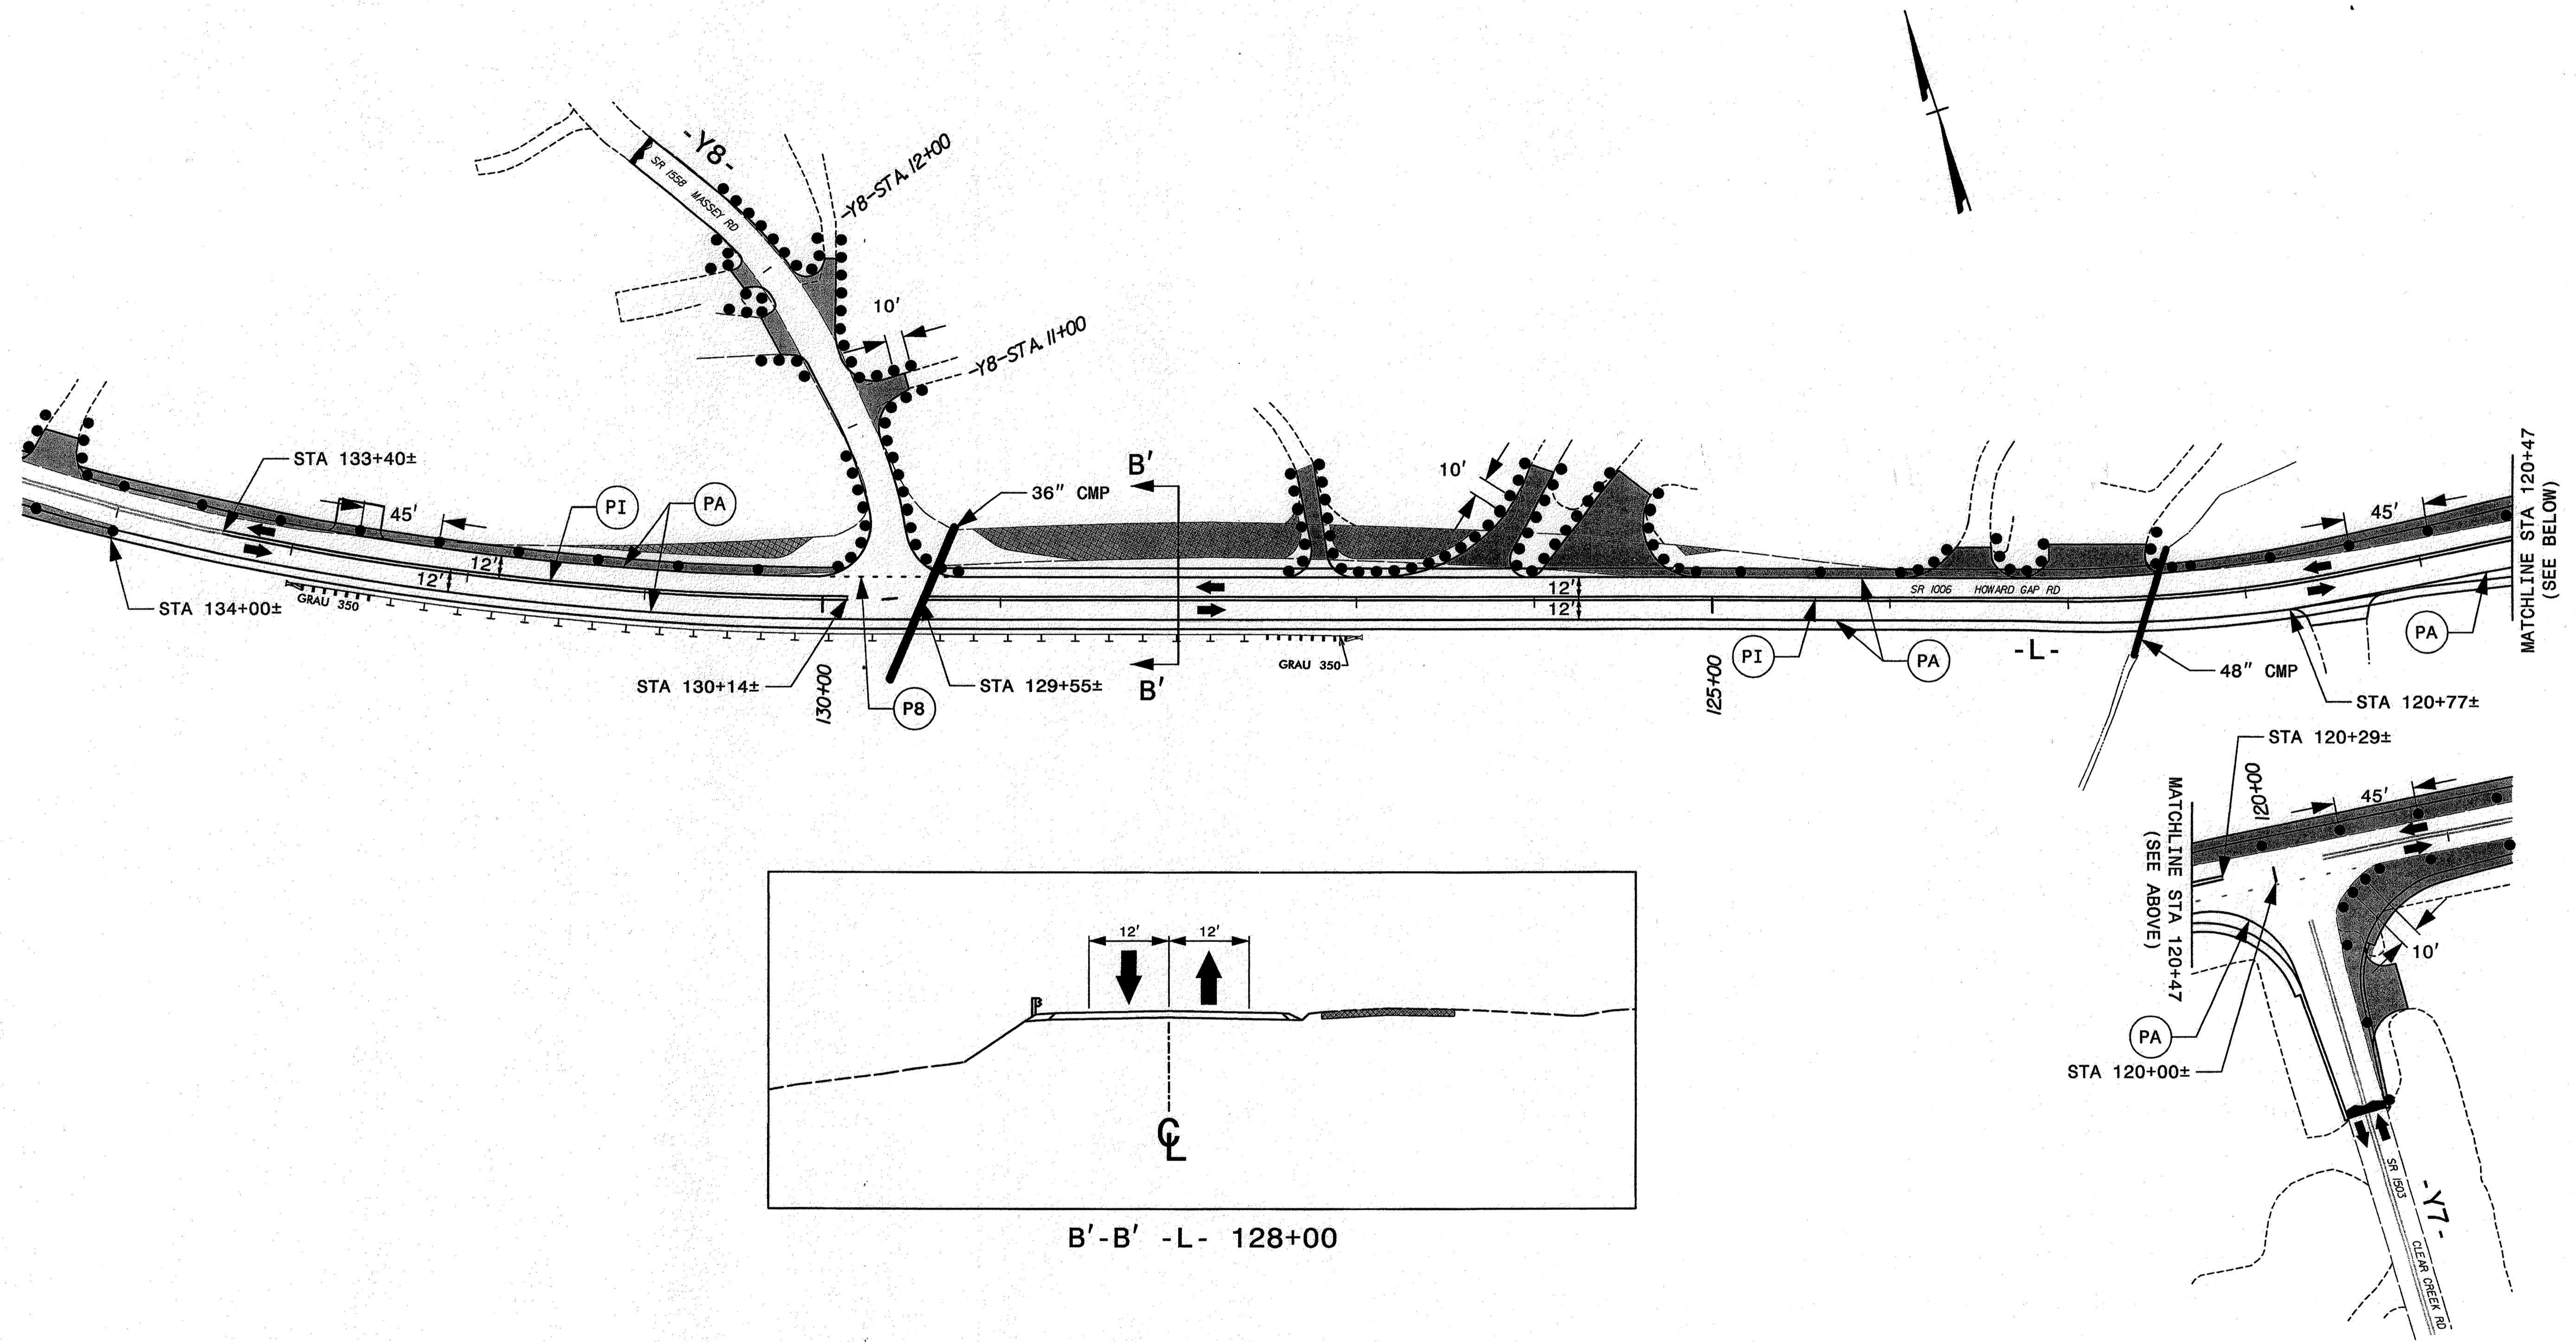 -Y8-
SR 1558 MASSEY RD
-Y8-STA. 12+00
10'
-Y8-STA. 11+00
STA 133+40±
45'
PI
PA
36" CMP
B'
10'
45'
MATCHLINE STA 120+47
(SEE BELOW)
12'
12'
GRAU 350
STA 134+00±
12'
12'
SR 1006 HOWARD GAP RD
STA 130+14±
130+00
P8
STA 129+55±
B'
GRAU 350
125+00
PI
PA
-L-
48" CMP
PA
STA 120+77±
STA 120+29±
120+00
45'
MATCHLINE STA 120+47
(SEE ABOVE)
10'
PA
STA 120+00±
SR 1503 CLEAR CREEK RD
-Y7-
12'
12'
CL
B'-B' -L- 128+00